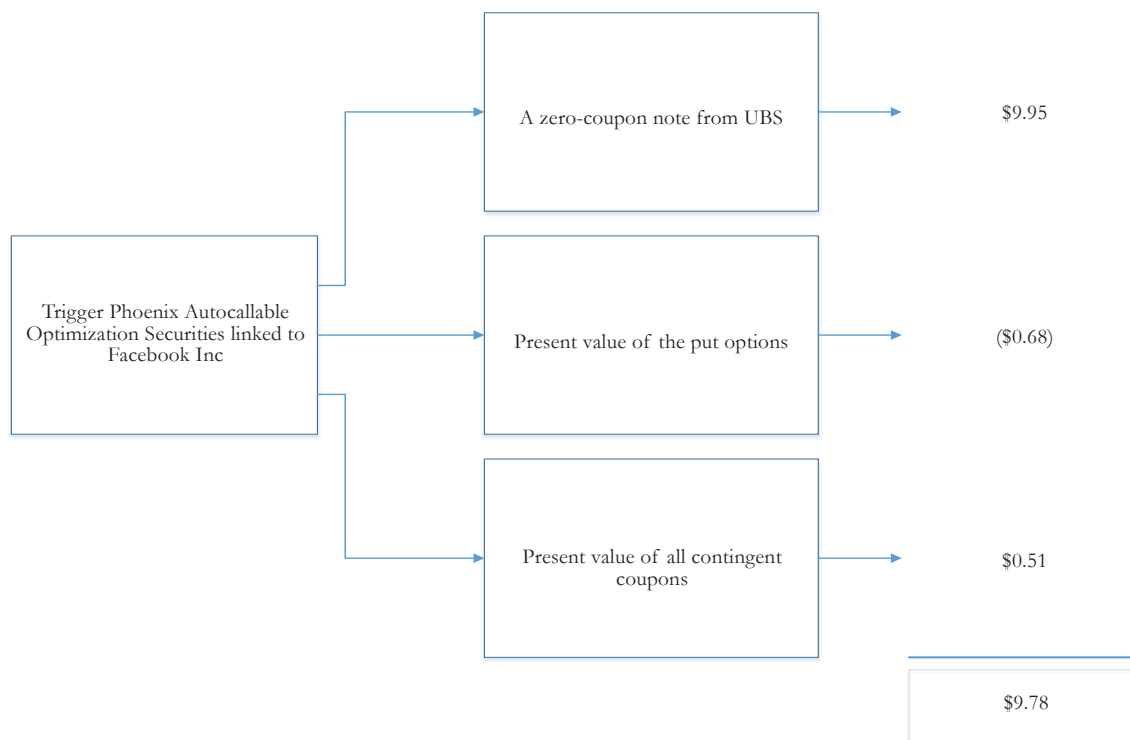 A zero-coupon note from UBS
$9.95
Trigger Phoenix Autocallable
Optimization Securities linked to
Facebook Inc
Present value of the put options
($0.68)
Present value of all contingent
coupons
$0.51
$9.78